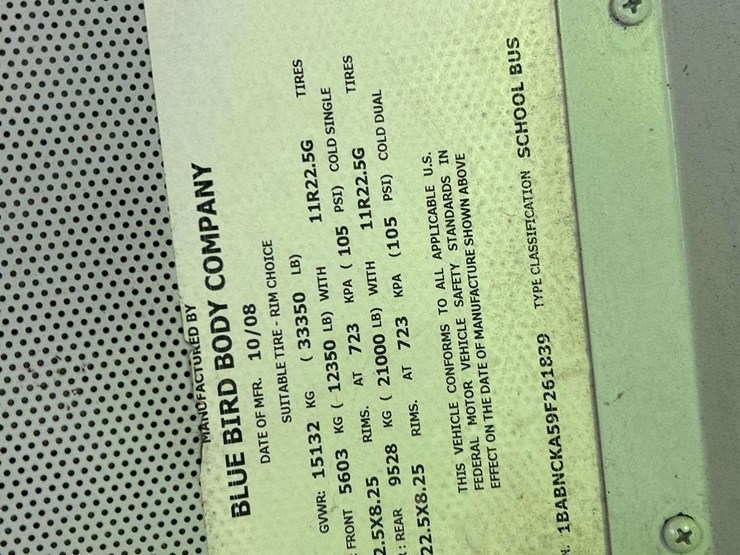 MANUFACTURED BY
BLUE BIRD BODY COMPANY
DATE OF MFR. 10/08
SUITABLE TIRE - RIM CHOICE
GVWR: 15132 KG ( 33350 LB)
: FRONT 5603 KG ( 12350 LB) WITH 11R22.5G TIRES
2.5X8.25 RIMS. AT 723 KPA ( 105 PSI) COLD SINGLE
: REAR 9528 KG ( 21000 LB) WITH 11R22.5G TIRES
22.5X8.25 RIMS. AT 723 KPA (105 PSI) COLD DUAL
THIS VEHICLE CONFORMS TO ALL APPLICABLE U.S.
FEDERAL MOTOR VEHICLE SAFETY STANDARDS IN
EFFECT ON THE DATE OF MANUFACTURE SHOWN ABOVE
N. 1BABNCKA59F261839 TYPE CLASSIFICATION SCHOOL BUS